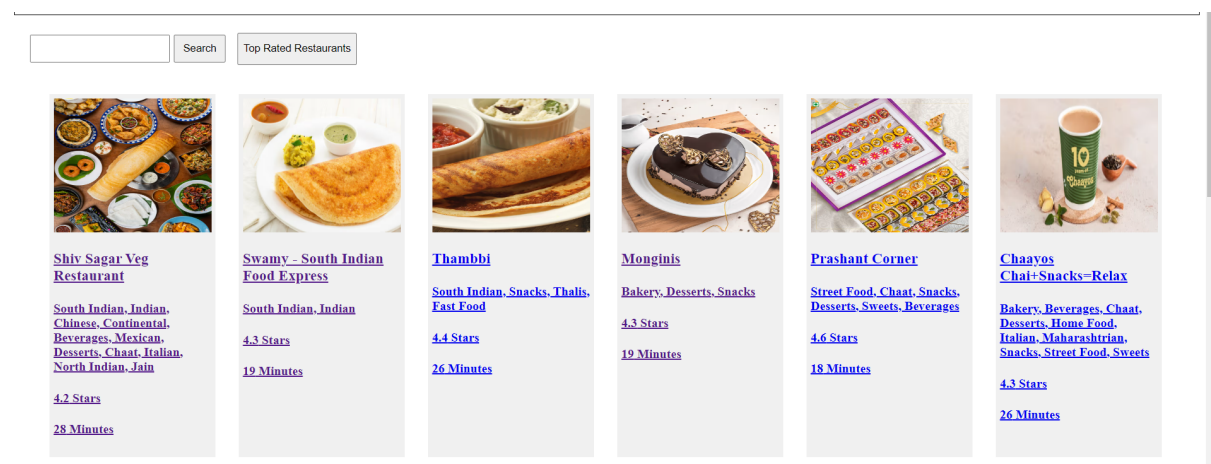 Search
Top Rated Restaurants
10
years of
Chaayos
Shiv Sagar Veg
Restaurant
South Indian, Indian,
Chinese, Continental,
Beverages, Mexican,
Desserts, Chaat, Italian,
North Indian, Jain
4.2 Stars
28 Minutes
Swamy - South Indian
Food Express
South Indian, Indian
4.3 Stars
19 Minutes
Thambbi
South Indian, Snacks, Thalis,
Fast Food
4.4 Stars
26 Minutes
Monginis
Bakery, Desserts, Snacks
4.3 Stars
19 Minutes
Prashant Corner
Street Food, Chaat, Snacks,
Desserts, Sweets, Beverages
4.6 Stars
18 Minutes
Chaayos
Chai+Snacks=Relax
Bakery, Beverages, Chaat,
Desserts, Home Food,
Italian, Maharashtrian,
Snacks, Street Food, Sweets
4.3 Stars
26 Minutes